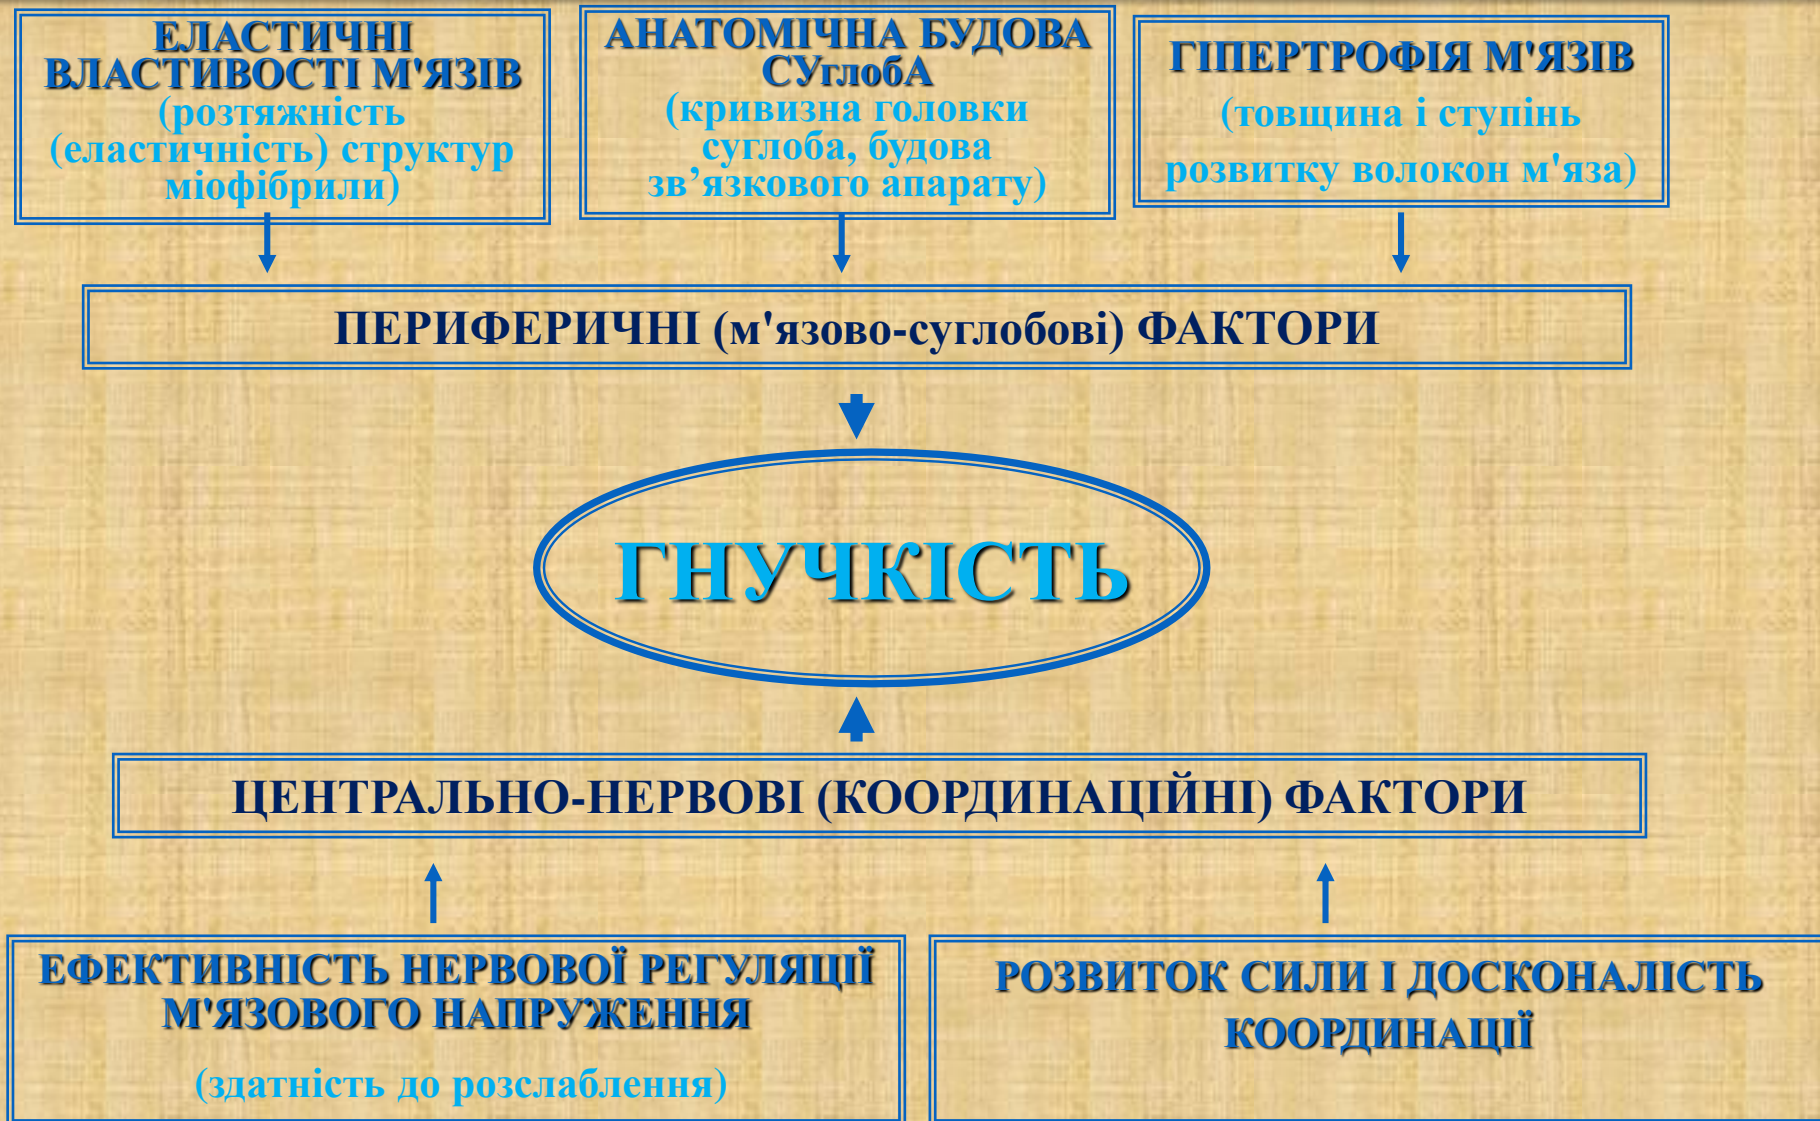 ЕЛАСТИЧНІ
ВЛАСТИВОСТІ М'ЯЗІВ
(розтяжність
(еластичність) структур
міофібрили)
АНАТОМІЧНА БУДОВА
СУглобА
(кривизна головки
суглоба, будова
зв’язкового апарату)
ГІПЕРТРОФІЯ М'ЯЗІВ
(товщина і ступінь
розвитку волокон м'яза)
ПЕРИФЕРИЧНІ (м'язово-суглобові) ФАКТОРИ
ГНУЧКІСТЬ
ЦЕНТРАЛЬНО-НЕРВОВІ (КООРДИНАЦІЙНІ) ФАКТОРИ
ЕФЕКТИВНІСТЬ НЕРВОВОЇ РЕГУЛЯЦІЇ
М'ЯЗОВОГО НАПРУЖЕННЯ
(здатність до розслаблення)
РОЗВИТОК СИЛИ І ДОСКОНАЛІСТЬ
КООРДИНАЦІЇ